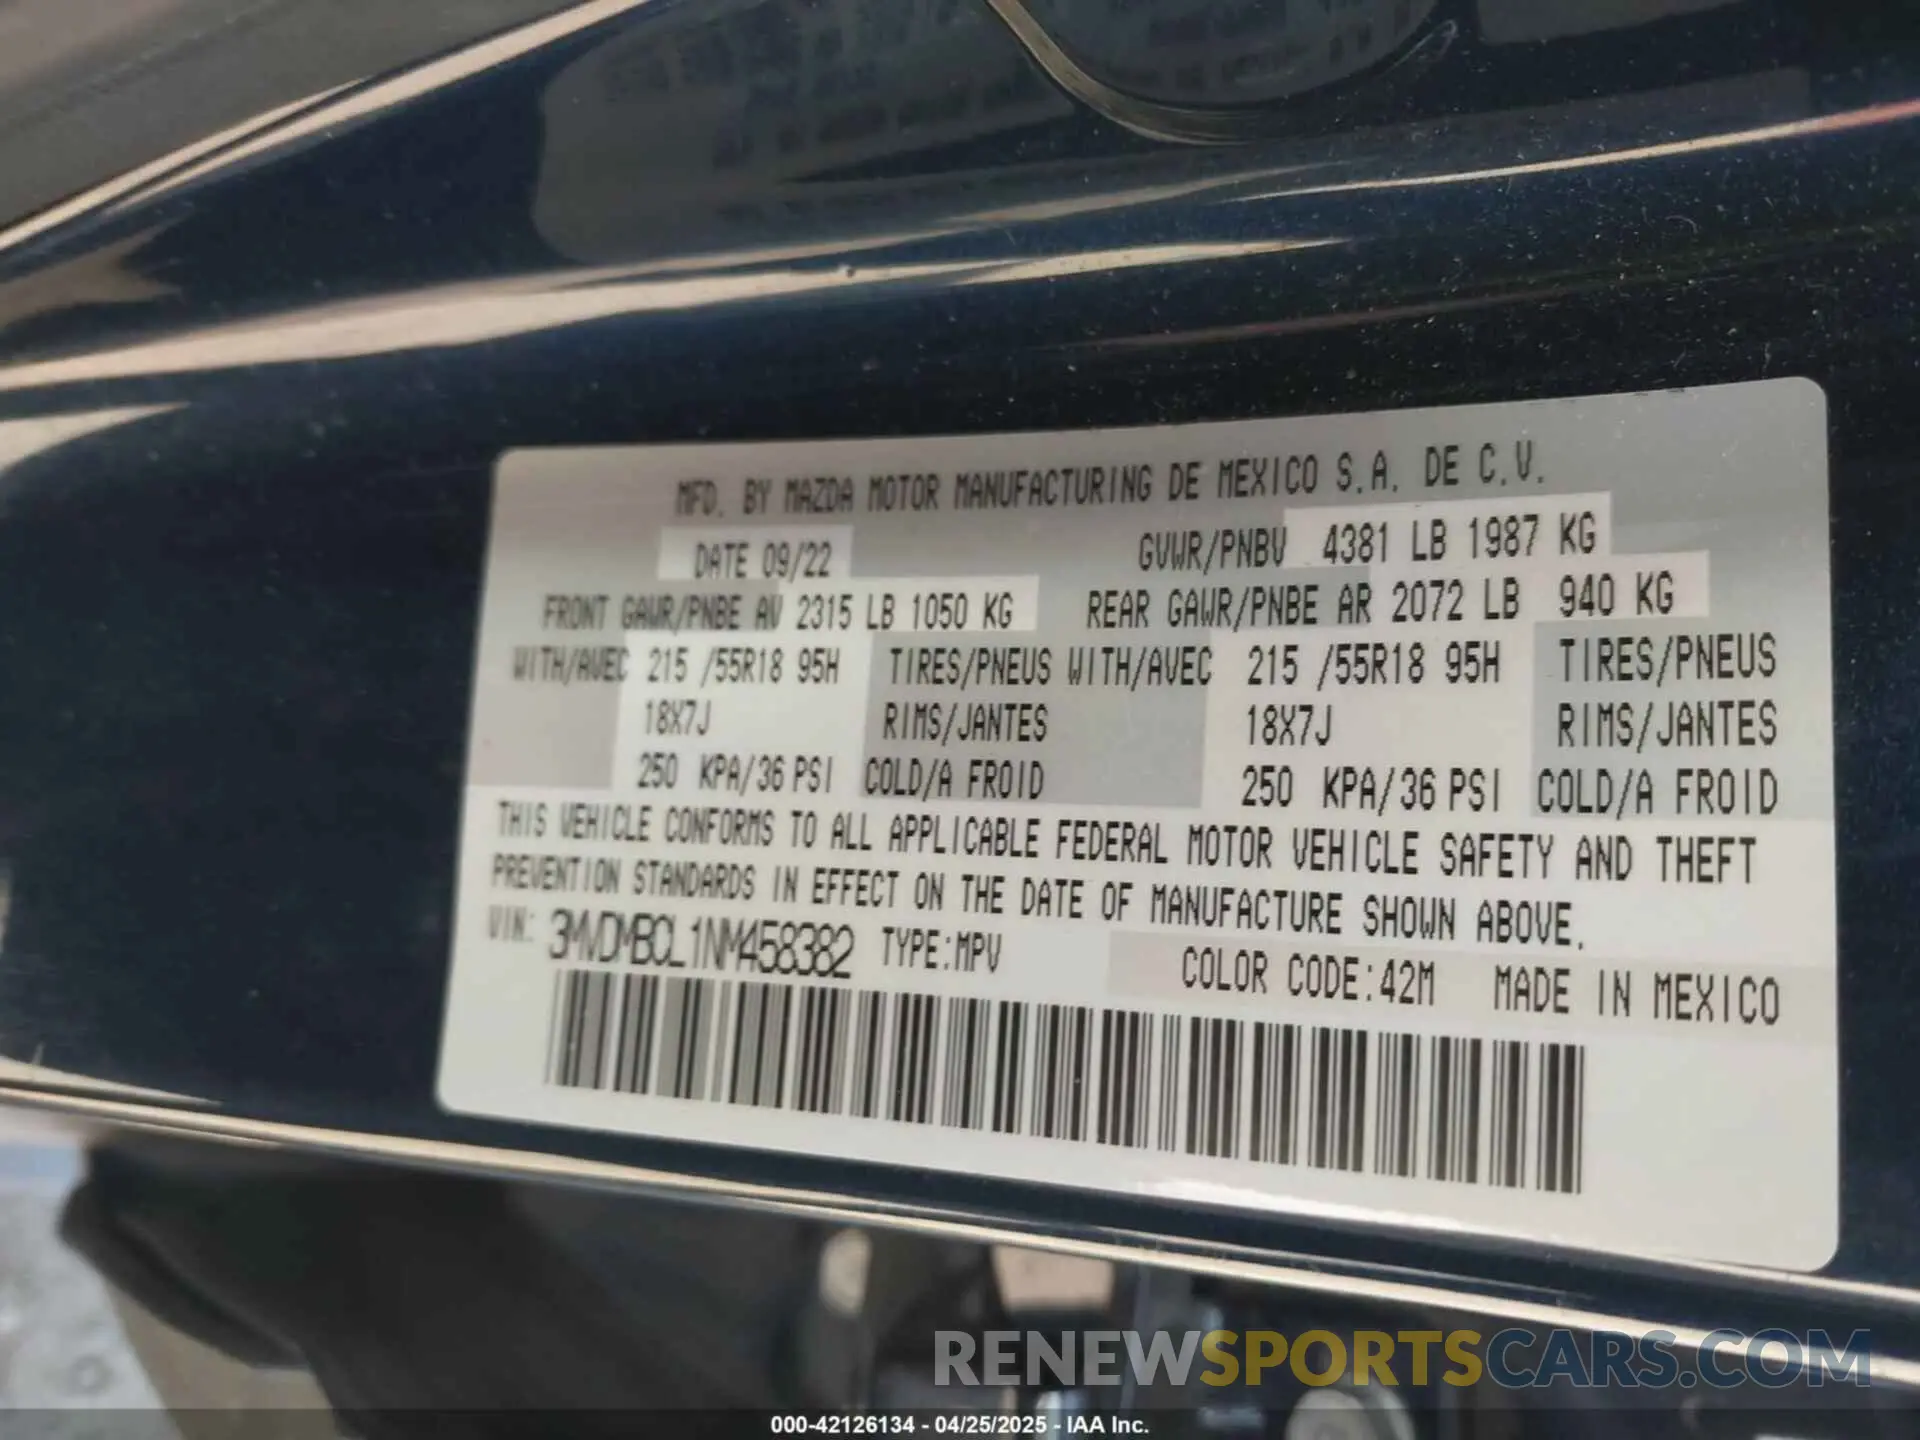 MFD. BY MAZDA MOTOR MANUFACTURING DE MEXICO S.A. DE C.V.
DATE 09/22 GVWR/PNBV 4381 LB 1987 KG
FRONT GAWR/PNBE AV 2315 LB 1050 KG REAR GAWR/PNBE AR 2072 LB 940 KG
WITH/AVEC 215 /55R18 95H TIRES/PNEUS WITH/AVEC 215 /55R18 95H TIRES/PNEUS
18X7J RIMS/JANTES 18X7J RIMS/JANTES
250 KPA/36 PSI COLD/A FROID 250 KPA/36 PSI COLD/A FROID
THIS VEHICLE CONFORMS TO ALL APPLICABLE FEDERAL MOTOR VEHICLE SAFETY AND THEFT
PREVENTION STANDARDS IN EFFECT ON THE DATE OF MANUFACTURE SHOWN ABOVE.
VIN: 3MVDMBCL1NM458382 TYPE:MPV COLOR CODE:42M MADE IN MEXICO
RENEWSPORTSCARS.COM
000-42126134 - 04/25/2025 - IAA Inc.